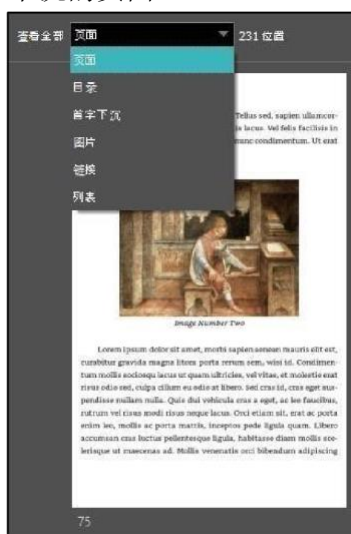 查看全部 页面 231 位置
页面
目录
首字下沉
图片
链接
列表
Tellus sed, sapien ullamcor-
lacus. Vel felis facilisis in
nunc condimentum. Ut erat
Image Number Two
Lorem ipsum dolor sit amet, morbi sapien aenean mauris elit est,
curabitur gravida magna libero porta rerum sem, wisi id. Condimen-
tum mollis sociosqu lacus ut quam ultricies, vel vitae, et molestie erat
risus odio sed, culpa cillum eu odio at libero. Sed cras id, cras eget sus-
pendisse nullam nulla. Quis dui vehicula cras a eget, ac leo faucibus,
rutrum vel risus modi risus neque lacus. Orci etiam sit, erat ac porta
enim leo, mollis ac porta mattis, inceptos pede ligula quam. Libero
accumsan cras luctus pellentesque ligula, habitasse diam mollis sce-
lerisque ut maecenas ad. Mollis venenatis orci bibendum adipiscing
75